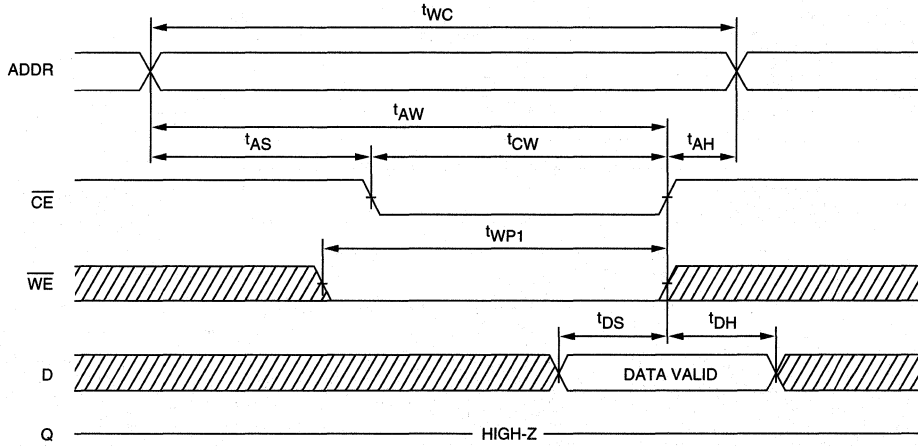 tWC
ADDR
tAW
tAS tCW tAH
CE
tWP1
WE
tDS tDH
D DATA VALID
Q HIGH-Z